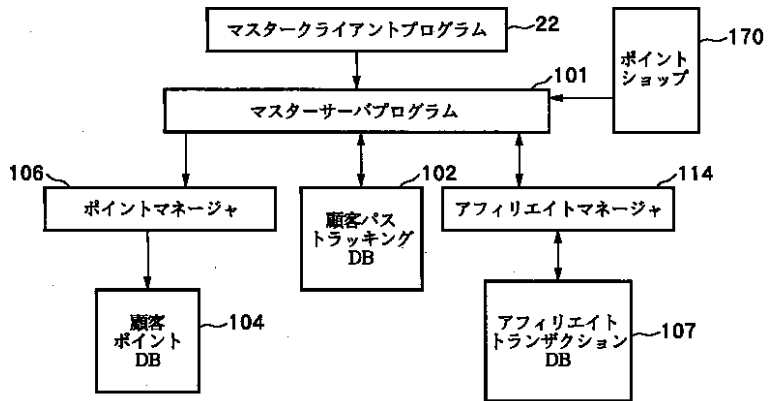 マスタークライアントプログラム
22
170
ポイント
ショップ
101
マスターサーバプログラム
106
ポイントマネージャ
102
顧客パス
トラッキング
DB
114
アフィリエイトマネージャ
顧客
ポイント
DB
104
アフィリエイト
トランザクション
DB
107